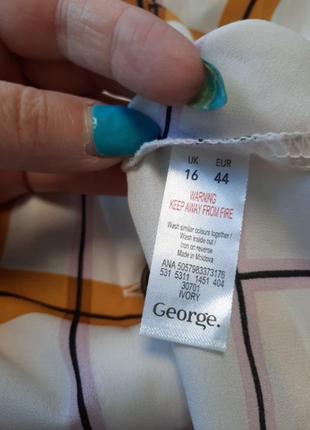 UK EUR
16 44
WARNING
KEEP AWAY FROM FIRE
Wash similar colours together /
Wash inside out /
Iron on reverse
Made in Moldova
ANA 5057983373176
531 5311 1451 404
30701
IVORY
George.